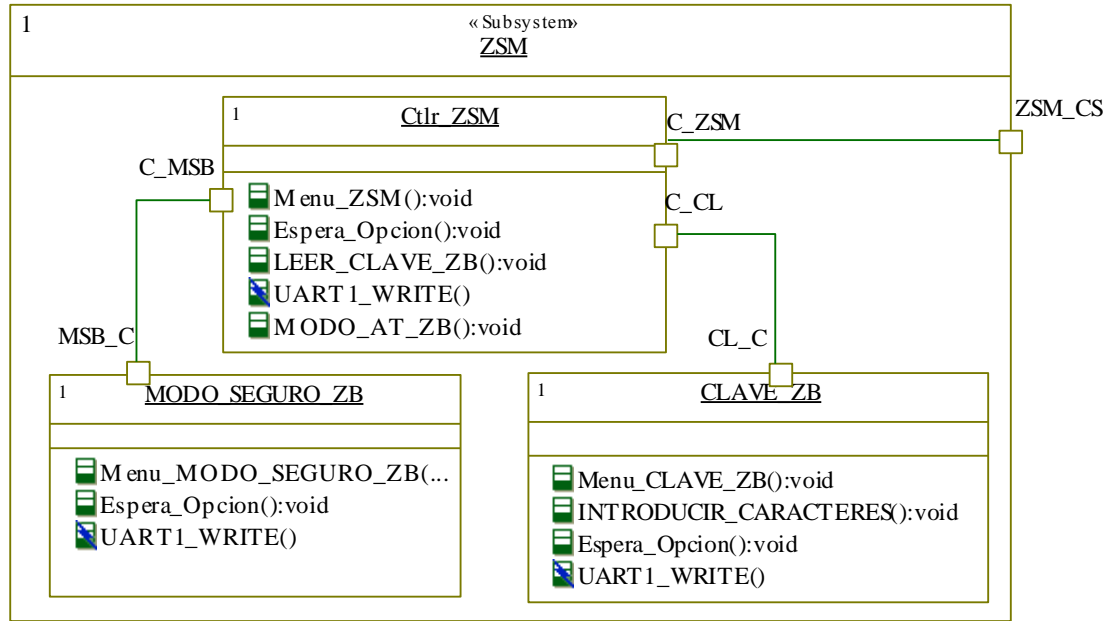 1
«Subsystem»
ZSM
1
Ctlr_ZSM
C_ZSM
ZSM_CS
C_MSB
Menu_ZSM():void
C_CL
Espera_Opcion():void
LEER_CLAVE_ZB():void
UART1_WRITE()
MODO_AT_ZB():void
MSB_C
CL_C
1
MODO_SEGURO_ZB
Menu_MODO_SEGURO_ZB(...
Espera_Opcion():void
UART1_WRITE()
1
CLAVE_ZB
Menu_CLAVE_ZB():void
INTRODUCIR_CARACTERES():void
Espera_Opcion():void
UART1_WRITE()